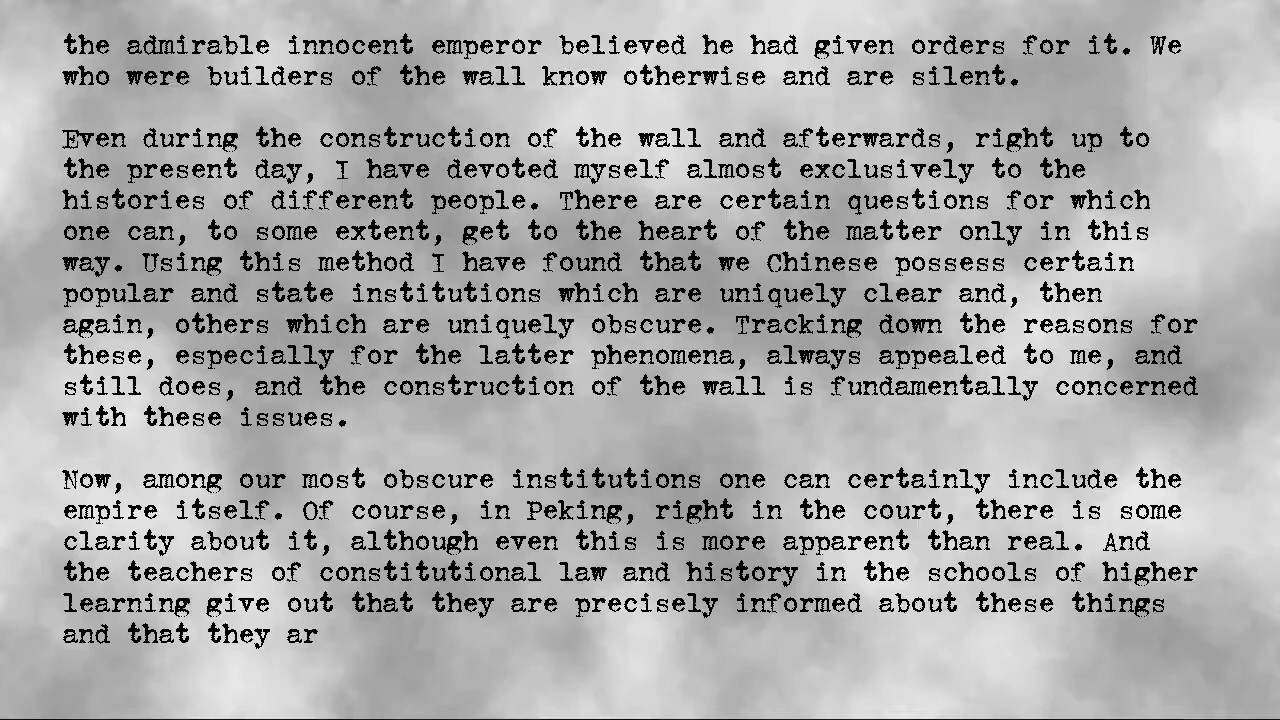 the admirable innocent emperor believed he had given orders for it. We
who were builders of the wall know otherwise and are silent.
Even during the construction of the wall and afterwards, right up to
the present day, I have devoted myself almost exclusively to the
histories of different people. There are certain questions for which
one can, to some extent, get to the heart of the matter only in this
way. Using this method I have found that we Chinese possess certain
popular and state institutions which are uniquely clear and, then
again, others which are uniquely obscure. Tracking down the reasons for
these, especially for the latter phenomena, always appealed to me, and
still does, and the construction of the wall is fundamentally concerned
with these issues.
Now, among our most obscure institutions one can certainly include the
empire itself. Of course, in Peking, right in the court, there is some
clarity about it, although even this is more apparent than real. And
the teachers of constitutional law and history in the schools of higher
learning give out that they are precisely informed about these things
and that they ar